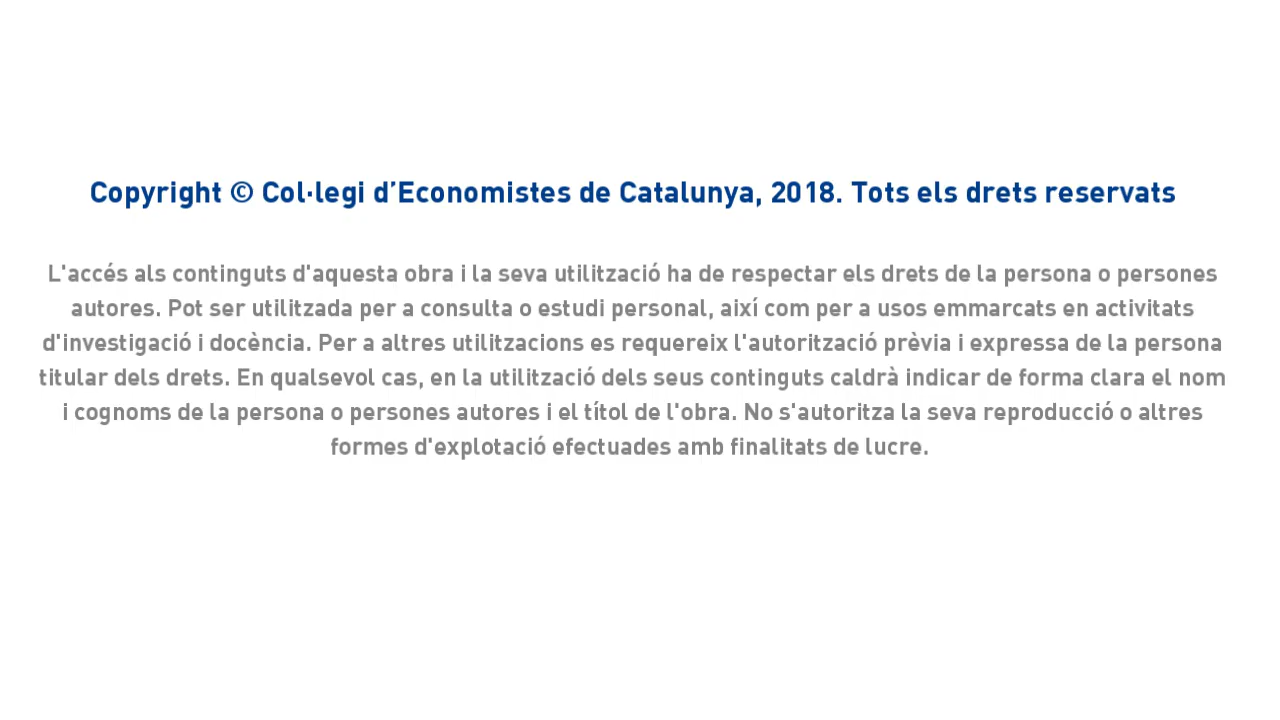 Copyright © Col·legi d’Economistes de Catalunya, 2018. Tots els drets reservats
L'accés als continguts d'aquesta obra i la seva utilització ha de respectar els drets de la persona o persones
autores. Pot ser utilitzada per a consulta o estudi personal, així com per a usos emmarcats en activitats
d'investigació i docència. Per a altres utilitzacions es requereix l'autorització prèvia i expressa de la persona
titular dels drets. En qualsevol cas, en la utilització dels seus continguts caldrà indicar de forma clara el nom
i cognoms de la persona o persones autores i el títol de l'obra. No s'autoritza la seva reproducció o altres
formes d'explotació efectuades amb finalitats de lucre.